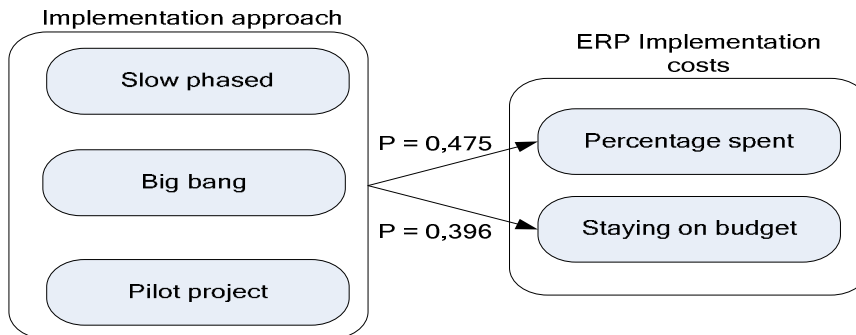 Implementation approach
Slow phased
Big bang
Pilot project
P = 0,475
P = 0,396
ERP Implementation
costs
Percentage spent
Staying on budget